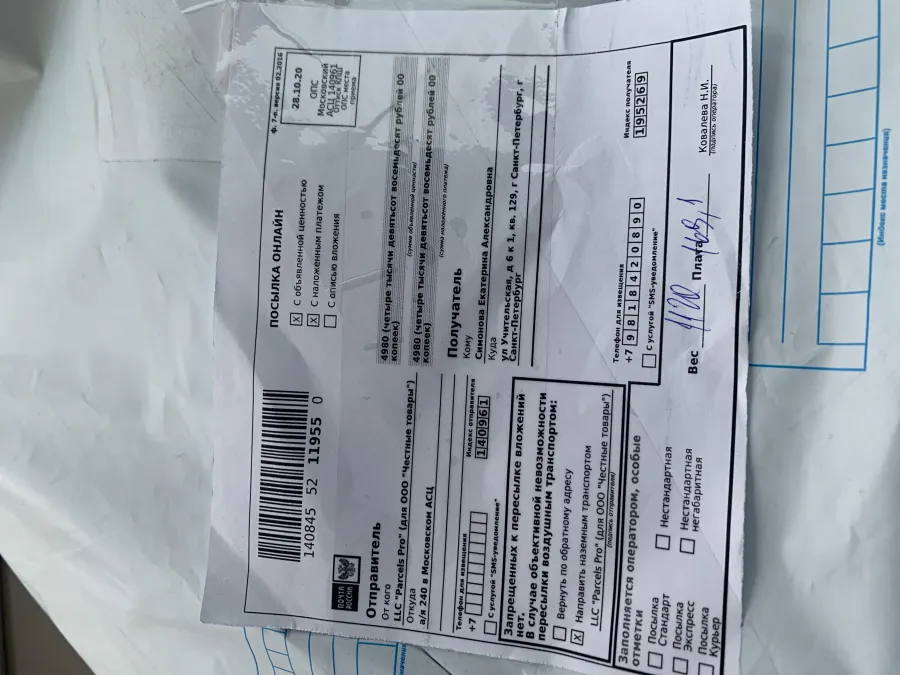 ф. 7-п, версия 02.2016
ПОЧТА
РОССИИ
140845 52 11955 0
ПОСЫЛКА ОНЛАЙН
X С объявленной ценностью
X С наложенным платежом
С описью вложения
28.10.20
ОПС
Московский
АСЦ 140961
ОПС места
приема
Отправитель
От кого
LLC "Parcels Pro" (для ООО "Честные товары")
Откуда
а/я 240 в Московском АСЦ
Телефон для извещения
+7
С услугой "SMS-уведомление"
Индекс отправителя
140961
4980 (четыре тысячи девятьсот восемьдесят рублей 00
копеек)
(сумма объявленной ценности)
4980 (четыре тысячи девятьсот восемьдесят рублей 00
копеек)
(сумма наложенного платежа)
Получатель
Кому
Симонова Екатерина Александровна
Куда
ул Учительская, д 6 к 1, кв. 129, г Санкт-Петербург, г
Санкт-Петербург
Телефон для извещения
+7 9818420890
С услугой "SMS-уведомление"
Индекс получателя
195269
Запрещенных к пересылке вложений
нет.
В случае объективной невозможности
пересылки воздушным транспортом:
Вернуть по обратному адресу
X Направить наземным транспортом
LLC "Parcels Pro" (для ООО "Честные товары")
(подпись отправителя)
Заполняется оператором, особые
отметки
Посылка
Стандарт
Посылка
Экспресс
Посылка
Курьер
Нестандартная
Нестандартная
негабаритная
Вес
Плата
Ковалева Н.И.
(подпись оператора)
(Индекс места назначения)